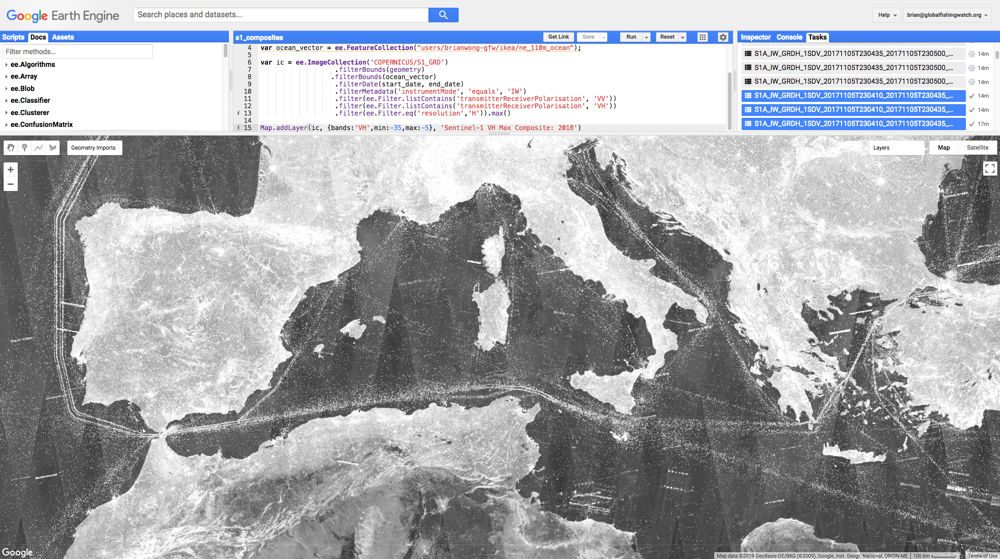 Google Earth Engine
Search places and datasets...
Help
brian@globalfishingwatch.org
Scripts Docs Assets
Filter methods...
ee.Algorithms
ee.Array
ee.Blob
ee.Classifier
ee.Clusterer
ee.ConfusionMatrix
s1_composites
Get Link Save Run Reset
4 var ocean_vector = ee.FeatureCollection("users/brianwong-gfw/ikea/ne_110m_ocean");
5
6 var ic = ee.ImageCollection('COPERNICUS/S1_GRD')
7 .filterBounds(geometry)
8 .filterBounds(ocean_vector)
9 .filterDate(start_date, end_date)
10 .filterMetadata('instrumentMode', 'equals', 'IW')
11 .filter(ee.Filter.listContains('transmitterReceiverPolarisation', 'VV'))
12 .filter(ee.Filter.listContains('transmitterReceiverPolarisation', 'VH'))
i 13 .filter(ee.Filter.eq('resolution','H')).max()
14
i 15 Map.addLayer(ic, {bands:'VH',min:-35,max:-5}, 'Sentinel-1 VH Max Composite: 2018')
Inspector Console Tasks
S1A_IW_GRDH_1SDV_20171105T230435_20171105T230500_... 14m
S1A_IW_GRDH_1SDV_20171105T230435_20171105T230500_... 14m
S1A_IW_GRDH_1SDV_20171105T230435_20171105T230500_... 14m
S1A_IW_GRDH_1SDV_20171105T230410_20171105T230435_... 14m
S1A_IW_GRDH_1SDV_20171105T230410_20171105T230435_... 14m
S1A_IW_GRDH_1SDV_20171105T230410_20171105T230435_... 17m
Geometry Imports
Layers
Map Satellite
+
−
Google
Map data ©2019 GeoBasis-DE/BKG (©2009), Google, Inst. Geogr. Nacional, ORION-ME 100 km Terms of Use